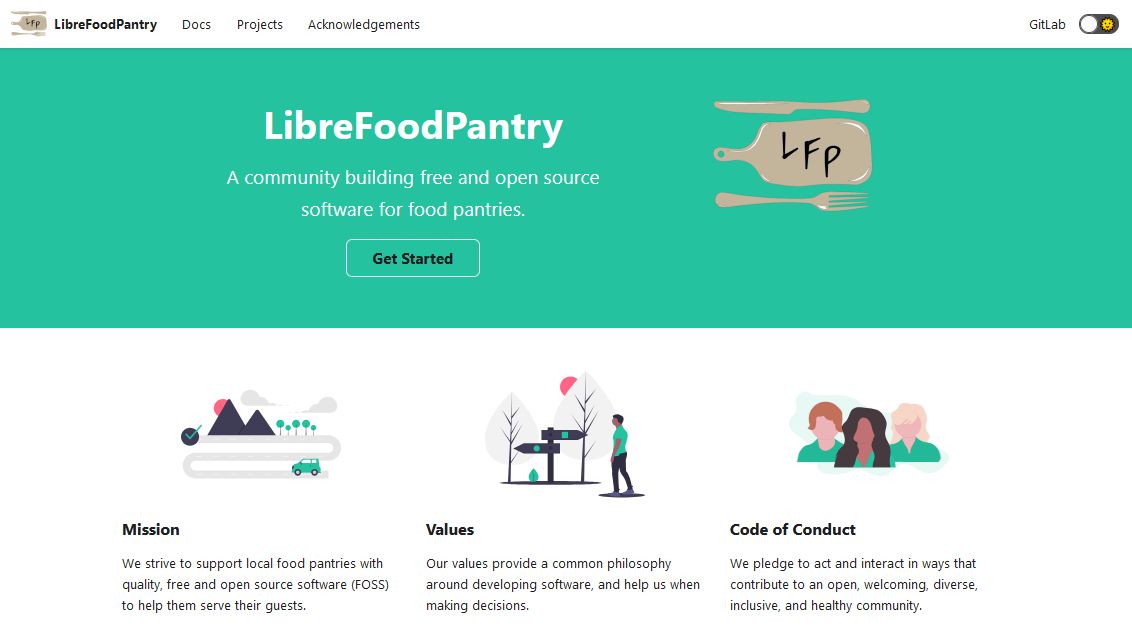 LFP LibreFoodPantry Docs Projects Acknowledgements GitLab
LibreFoodPantry
A community building free and open source
software for food pantries.
Get Started
LFP
Mission
We strive to support local food pantries with
quality, free and open source software (FOSS)
to help them serve their guests.
Values
Our values provide a common philosophy
around developing software, and help us when
making decisions.
Code of Conduct
We pledge to act and interact in ways that
contribute to an open, welcoming, diverse,
inclusive, and healthy community.